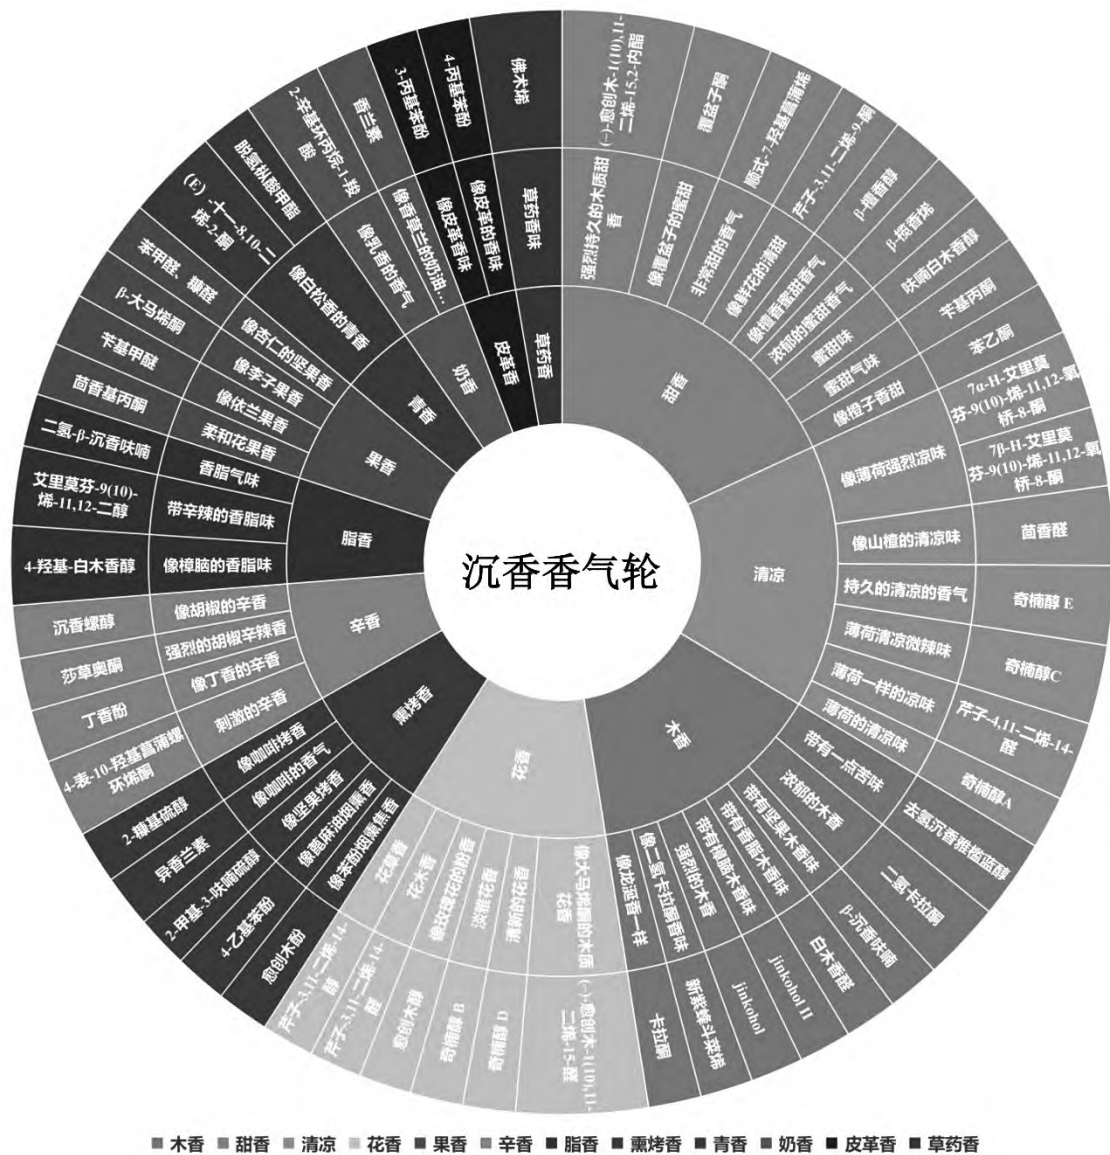 沉香香气轮
甜香
强烈持久的木质甜
香
(−)-愈创木-1(10),11-
二烯-15,2-内酯
像覆盆子的蜜甜
覆盆子酮
非常甜的香气
顺式-7-羟基菖蒲烯
像鲜花的清甜
芹子-3,11-二烯-9-酮
像檀香蜜甜香气
β-檀香醇
浓郁的蜜甜香气
β-榄香烯
蜜甜味
呋喃白木香醇
蜜甜气味
苄基丙酮
像橙子香甜
苯乙酮
清凉
像薄荷强烈凉味
7α-H-艾里莫
芬-9(10)-烯-11,12-氧
桥-8-酮
7β-H-艾里莫
芬-9(10)-烯-11,12-氧
桥-8-酮
像山楂的清凉味
茴香醛
持久的清凉的香气
奇楠醇 E
薄荷清凉微辣味
奇楠醇C
薄荷一样的凉味
芹子-4,11-二烯-14-
醛
薄荷的清凉味
奇楠醇A
木香
带有一点苦味
去氢沉香雅槛蓝醇
浓郁的木香
二氢卡拉酮
带有坚果木香味
β-沉香呋喃
带有香脂木香味
白木香醛
带有樟脑木香味
jinkohol II
强烈的木香
jinkohol
像二氢卡拉酮香味
新紫蜂斗菜烯
像龙涎香一样
卡拉酮
花香
像大马烯酮的木质
花香
(−)-愈创木-1(10),11-
二烯-15-醛
清新的花香
奇楠醇 D
淡雅花香
奇楠醇 B
像玫瑰花的粉香
愈创木醇
花木香
芹子-3,11-二烯-14-
醛
花草香
芹子-3,11-二烯-14-
醇
熏烤香
像苯酚烟熏焦香
愈创木酚
像蓖麻油烟熏香
4-乙基苯酚
像坚果烤香
2-甲基-3-呋喃硫醇
像咖啡的香气
异香兰素
像咖啡烤香
2-糠基硫醇
辛香
刺激的辛香
4-表-10-羟基菖蒲螺
环烯酮
像丁香的辛香
丁香酚
强烈的胡椒辛辣香
莎草奥酮
像胡椒的辛香
沉香螺醇
脂香
像樟脑的香脂味
4-羟基-白木香醇
带辛辣的香脂味
艾里莫芬-9(10)-
烯-11,12-二醇
香脂气味
二氢-β-沉香呋喃
果香
柔和花果香
茴香基丙酮
像依兰果香
苄基甲醚
像李子果香
β-大马烯酮
像杏仁的坚果香
苯甲醛、糠醛
青香
像白松香的青香
(E) -十一-8,10-二
烯-2-酮
脱氢枞酸甲酯
奶香
像乳香的香气
2-辛基环丙烷-1-羧
酸
像香草兰的奶油…
香兰素
皮革香
像皮革香味
3-丙基苯酚
像皮革的香味
4-丙基苯酚
草药香
草药香味
佛术烯
木香 甜香 清凉 花香 果香 辛香 脂香 熏烤香 青香 奶香 皮革香 草药香